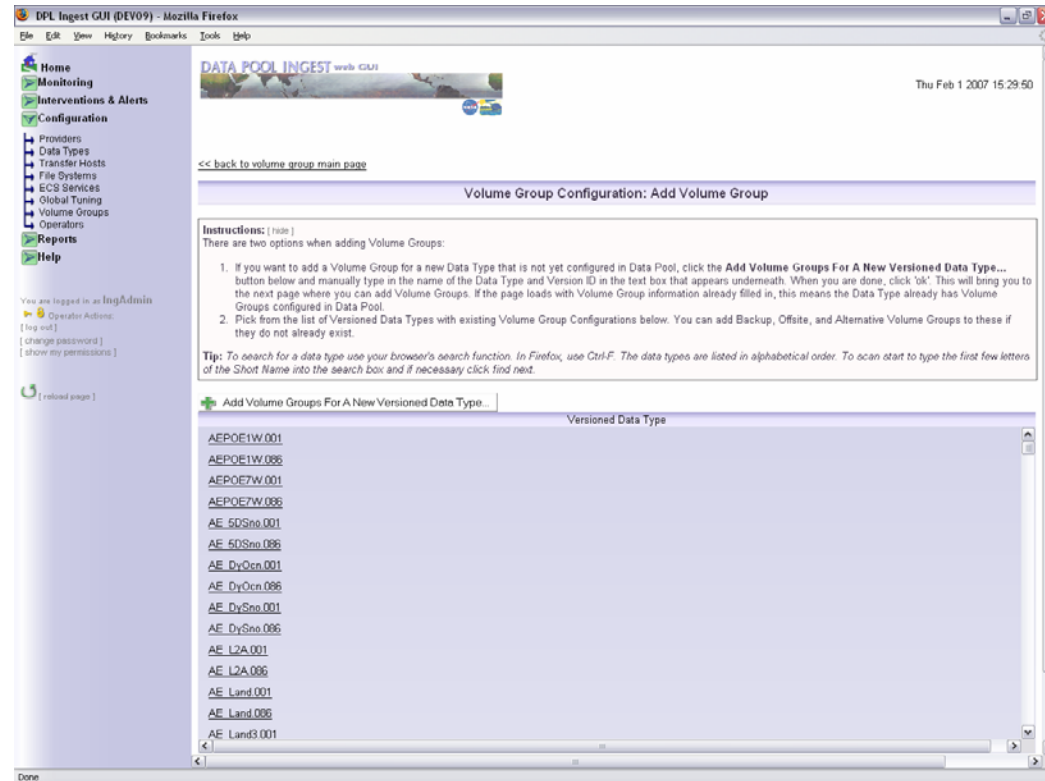 DPL Ingest GUI (DEV09) - Mozilla Firefox
File Edit View History Bookmarks Tools Help
Home
Monitoring
Interventions & Alerts
Configuration
Providers
Data Types
Transfer Hosts
File Systems
ECS Services
Global Tuning
Volume Groups
Operators
Reports
Help
You are logged in as IngAdmin
Operator Actions:
[ log out ]
[ change password ]
[ show my permissions ]
[ reload page ]
DATA POOL INGEST web GUI
Thu Feb 1 2007 15:29:50
<< back to volume group main page
Volume Group Configuration: Add Volume Group
Instructions: [ hide ]
There are two options when adding Volume Groups:
1. If you want to add a Volume Group for a new Data Type that is not yet configured in Data Pool, click the Add Volume Groups For A New Versioned Data Type...
button below and manually type in the name of the Data Type and Version ID in the text box that appears underneath. When you are done, click 'ok'. This will bring you to
the next page where you can add Volume Groups. If the page loads with Volume Group information already filled in, this means the Data Type already has Volume
Groups configured in Data Pool.
2. Pick from the list of Versioned Data Types with existing Volume Group Configurations below. You can add Backup, Offsite, and Alternative Volume Groups to these if
they do not already exist.
Tip: To search for a data type use your browser's search function. In Firefox, use Ctrl-F. The data types are listed in alphabetical order. To scan start to type the first few letters
of the Short Name into the search box and if necessary click find next.
Add Volume Groups For A New Versioned Data Type...
Versioned Data Type
AEPOE1W.001
AEPOE1W.086
AEPOE7W.001
AEPOE7W.086
AE_5DSno.001
AE_5DSno.086
AE_DyOcn.001
AE_DyOcn.086
AE_DySno.001
AE_DySno.086
AE_L2A.001
AE_L2A.086
AE_Land.001
AE_Land.086
AE_Land3.001
Done